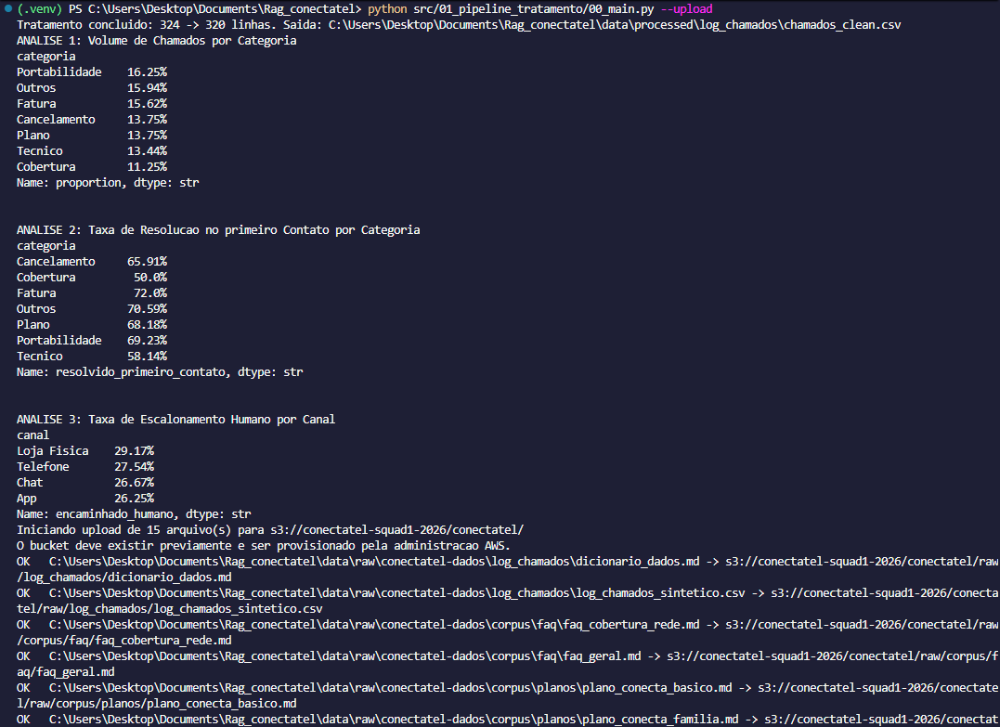 (.venv) PS C:\Users\Desktop\Documents\Rag_conectatel> python src/01_pipeline_tratamento/00_main.py --upload
Tratamento concluido: 324 -> 320 linhas. Saida: C:\Users\Desktop\Documents\Rag_conectatel\data\processed\log_chamados\chamados_clean.csv
ANALISE 1: Volume de Chamados por Categoria
categoria
Portabilidade    16.25%
Outros           15.94%
Fatura           15.62%
Cancelamento     13.75%
Plano            13.75%
Tecnico          13.44%
Cobertura        11.25%
Name: proportion, dtype: str
ANALISE 2: Taxa de Resolucao no primeiro Contato por Categoria
categoria
Cancelamento     65.91%
Cobertura         50.0%
Fatura            72.0%
Outros           70.59%
Plano            68.18%
Portabilidade    69.23%
Tecnico          58.14%
Name: resolvido_primeiro_contato, dtype: str
ANALISE 3: Taxa de Escalonamento Humano por Canal
canal
Loja Fisica    29.17%
Telefone       27.54%
Chat           26.67%
App            26.25%
Name: encaminhado_humano, dtype: str
Iniciando upload de 15 arquivo(s) para s3://conectatel-squad1-2026/conectatel/
O bucket deve existir previamente e ser provisionado pela administracao AWS.
OK   C:\Users\Desktop\Documents\Rag_conectatel\data\raw\conectatel-dados\log_chamados\dicionario_dados.md -> s3://conectatel-squad1-2026/conectatel/raw
/log_chamados/dicionario_dados.md
OK   C:\Users\Desktop\Documents\Rag_conectatel\data\raw\conectatel-dados\log_chamados\log_chamados_sintetico.csv -> s3://conectatel-squad1-2026/conecta
tel/raw/log_chamados/log_chamados_sintetico.csv
OK   C:\Users\Desktop\Documents\Rag_conectatel\data\raw\conectatel-dados\corpus\faq\faq_cobertura_rede.md -> s3://conectatel-squad1-2026/conectatel/raw
/corpus/faq/faq_cobertura_rede.md
OK   C:\Users\Desktop\Documents\Rag_conectatel\data\raw\conectatel-dados\corpus\faq\faq_geral.md -> s3://conectatel-squad1-2026/conectatel/raw/corpus/f
aq/faq_geral.md
OK   C:\Users\Desktop\Documents\Rag_conectatel\data\raw\conectatel-dados\corpus\planos\plano_conecta_basico.md -> s3://conectatel-squad1-2026/conectate
l/raw/corpus/planos/plano_conecta_basico.md
OK   C:\Users\Desktop\Documents\Rag_conectatel\data\raw\conectatel-dados\corpus\planos\plano_conecta_familia.md -> s3://conectatel-squad1-2026/conectat